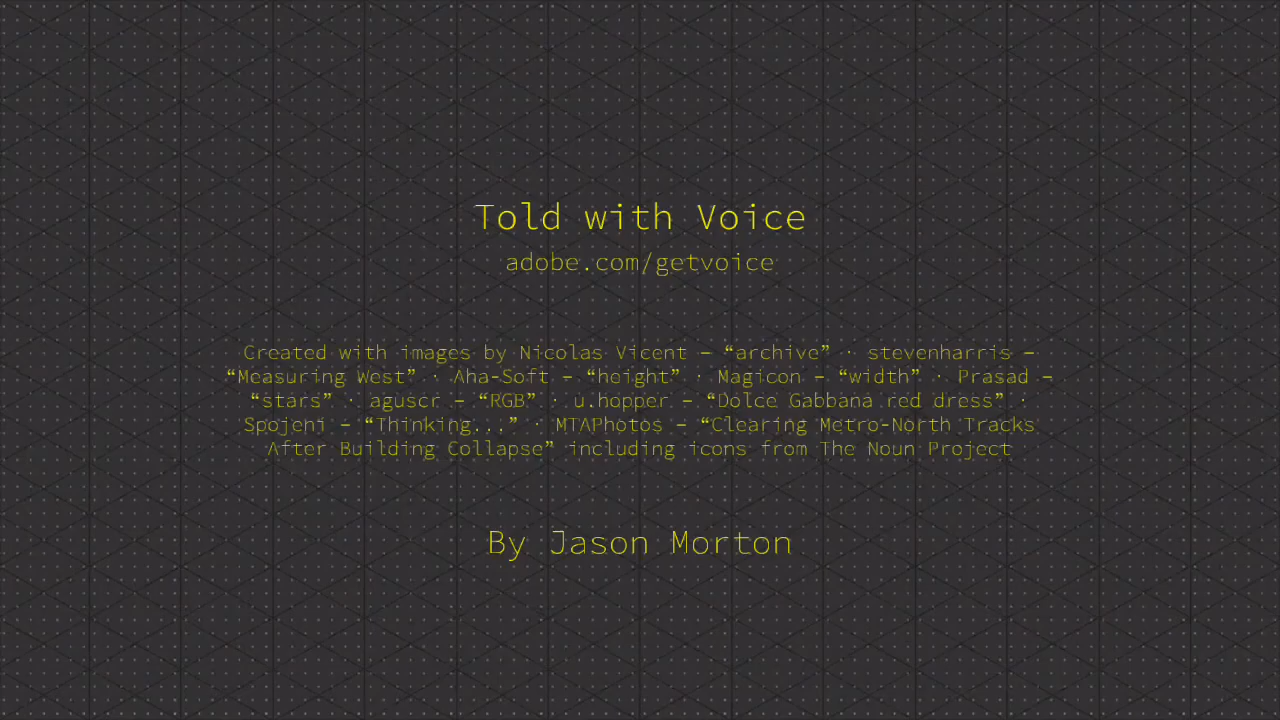 Told with Voice
adobe.com/getvoice
Created with images by Nicolas Vicent – “archive” · stevenharris –
“Measuring West” · Aha-Soft – “height” · Magicon – “width” · Prasad –
“stars” · aguscr – “RGB” · u.hopper – “Dolce Gabbana red dress” ·
Spojeni – “Thinking...” · MTAPhotos – “Clearing Metro-North Tracks
After Building Collapse” including icons from The Noun Project
By Jason Morton